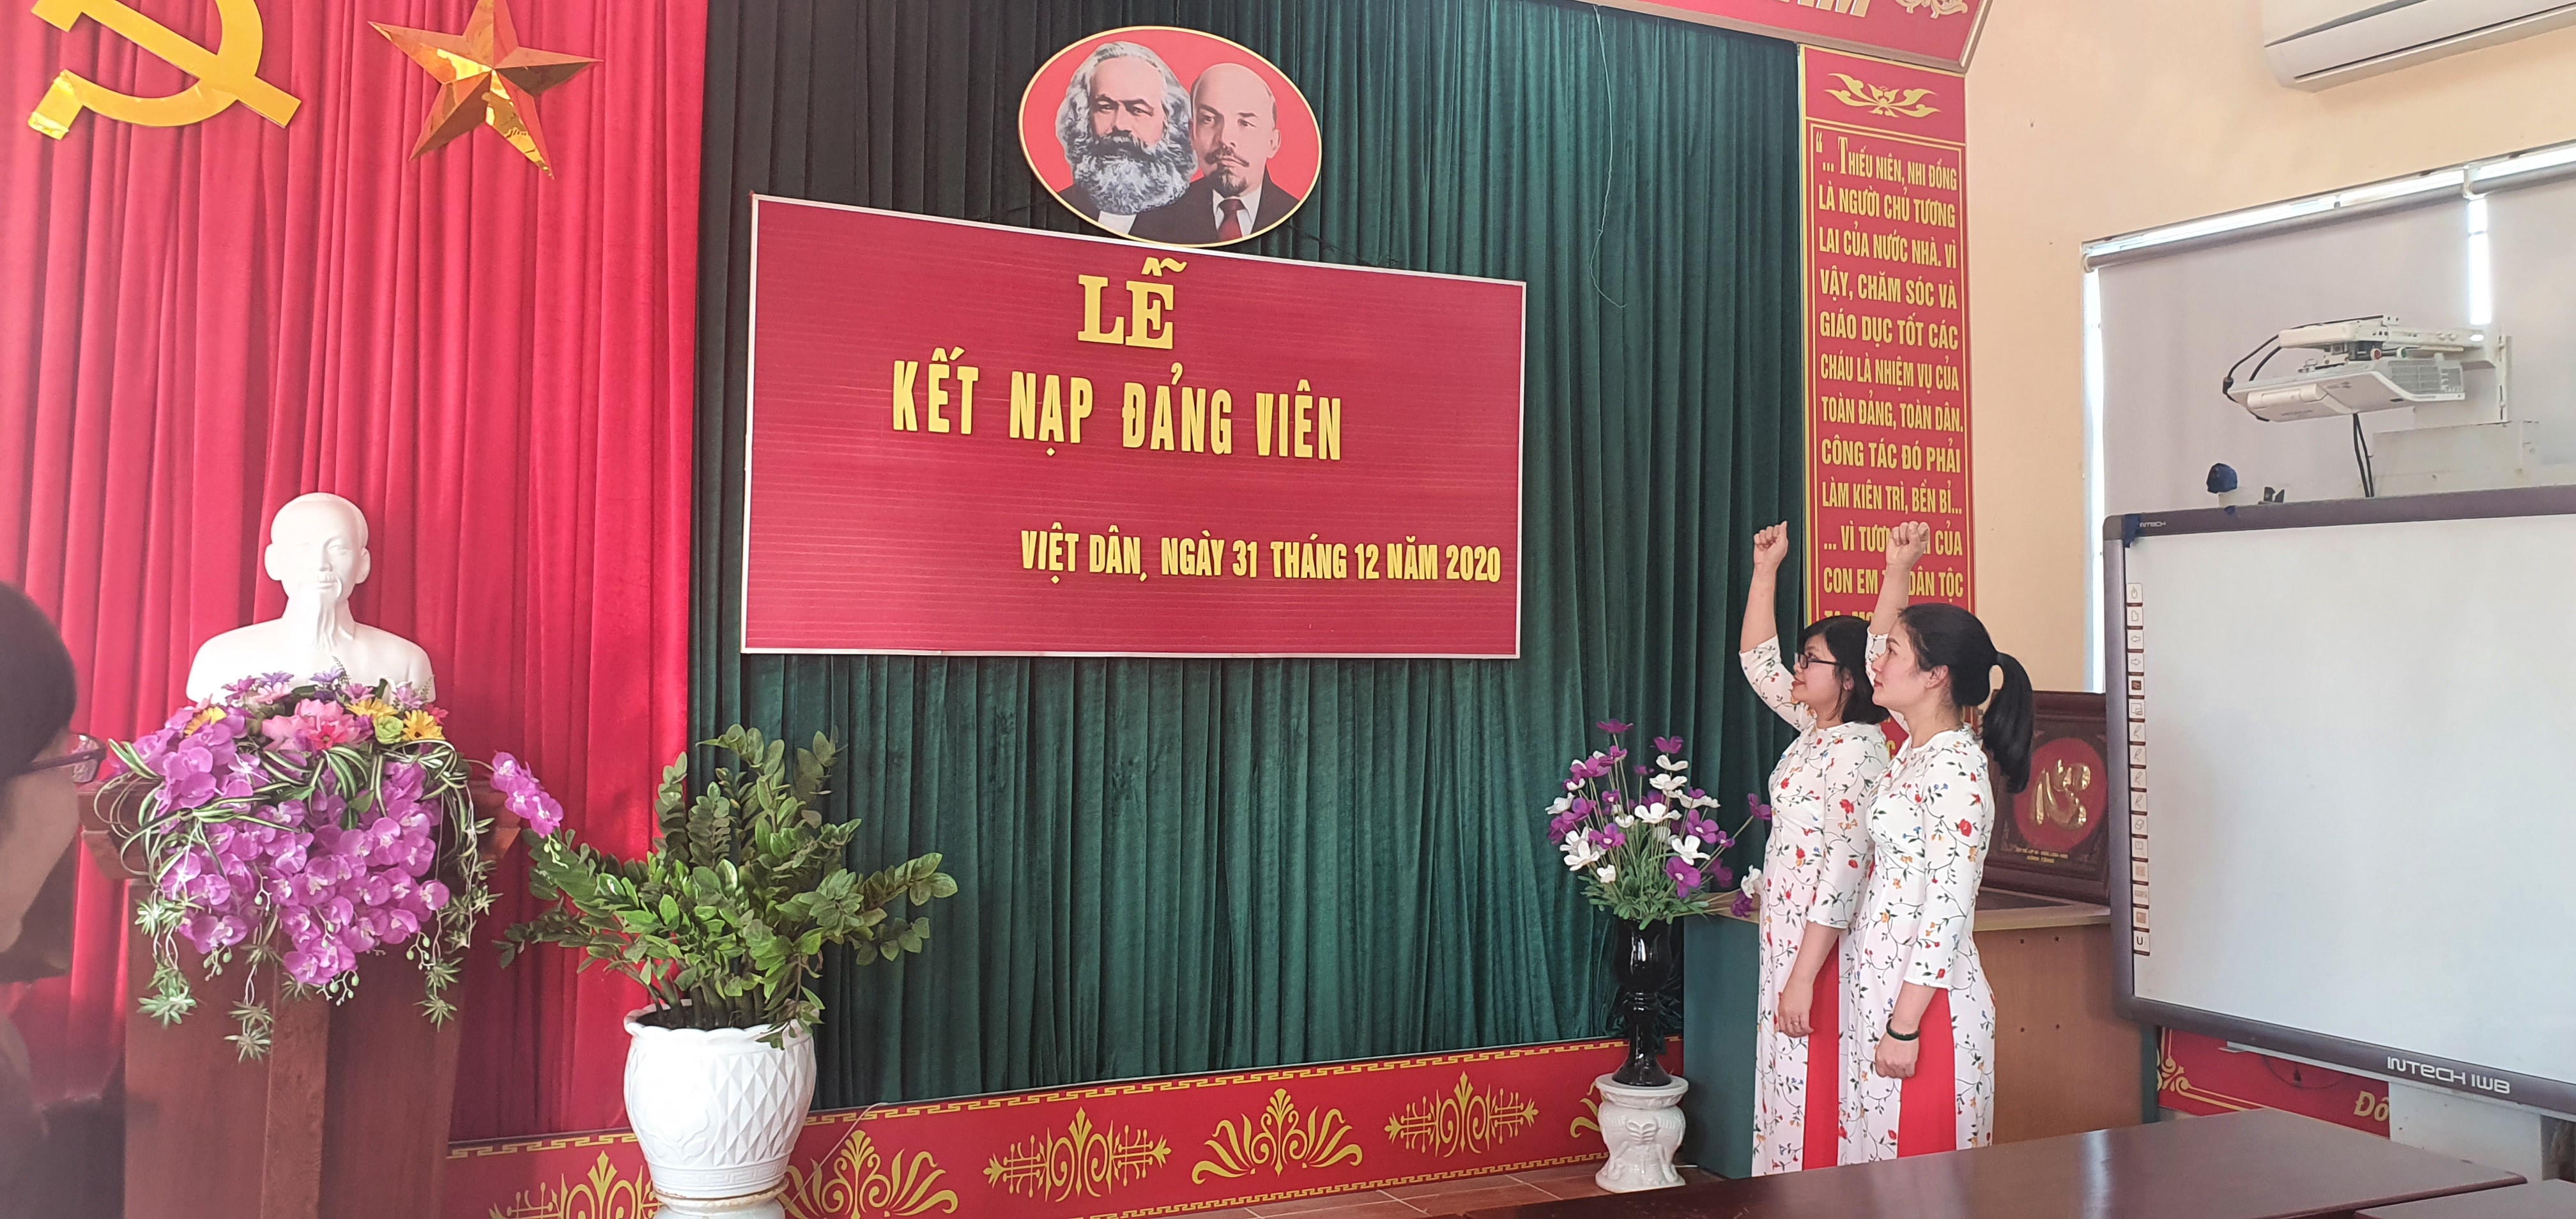 LỄ
KẾT NẠP ĐẢNG VIÊN
VIỆT DÂN, NGÀY 31 THÁNG 12 NĂM 2020
“... THIẾU NIÊN, NHI ĐỒNG
LÀ NGƯỜI CHỦ TƯƠNG
LAI CỦA NƯỚC NHÀ. VÌ
VẬY, CHĂM SÓC VÀ
GIÁO DỤC TỐT CÁC
CHÁU LÀ NHIỆM VỤ CỦA
TOÀN ĐẢNG, TOÀN DÂN.
CÔNG TÁC ĐÓ PHẢI
LÀM KIÊN TRÌ, BỀN BỈ...
... VÌ CỦA
CON EM DÂN TỘC
INTECH
INTECH IWB